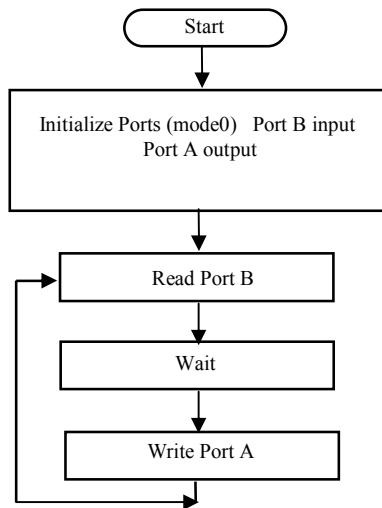 Start
Initialize Ports (mode0) Port B input
Port A output
Read Port B
Wait
Write Port A